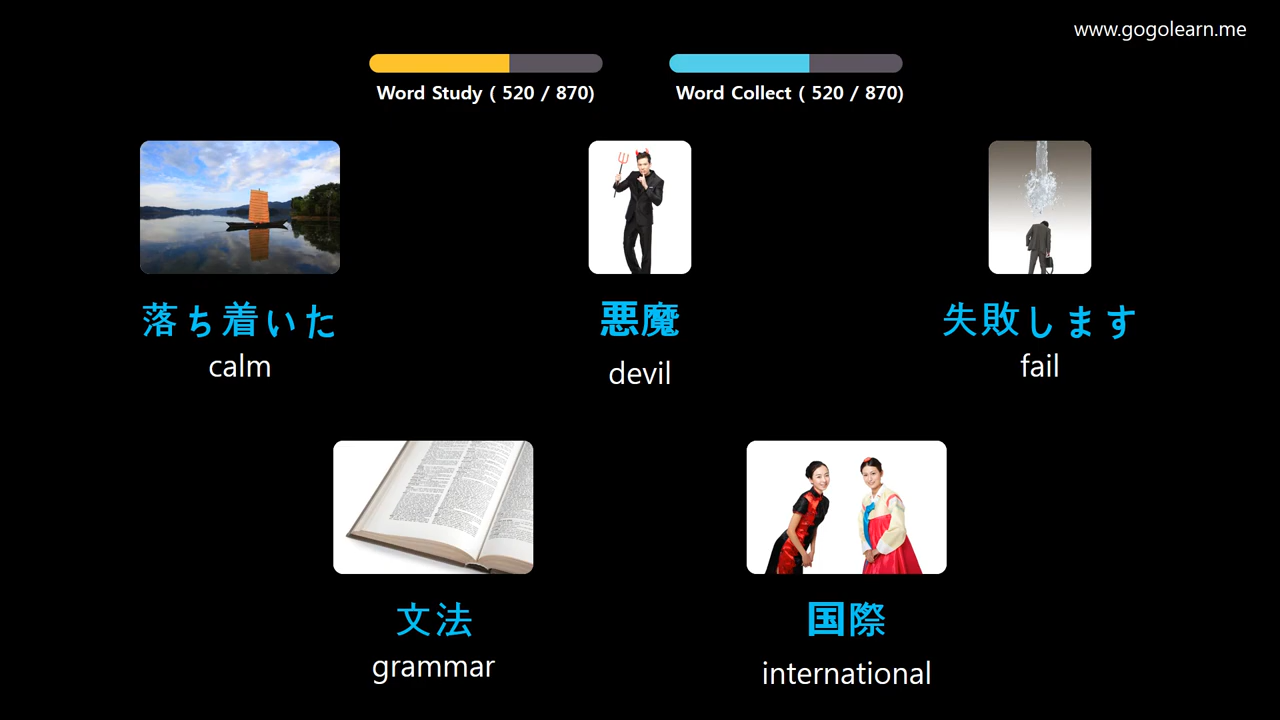 www.gogolearn.me
Word Study ( 520 / 870)
Word Collect ( 520 / 870)
落ち着いた
calm
悪魔
devil
失敗します
fail
文法
grammar
国際
international